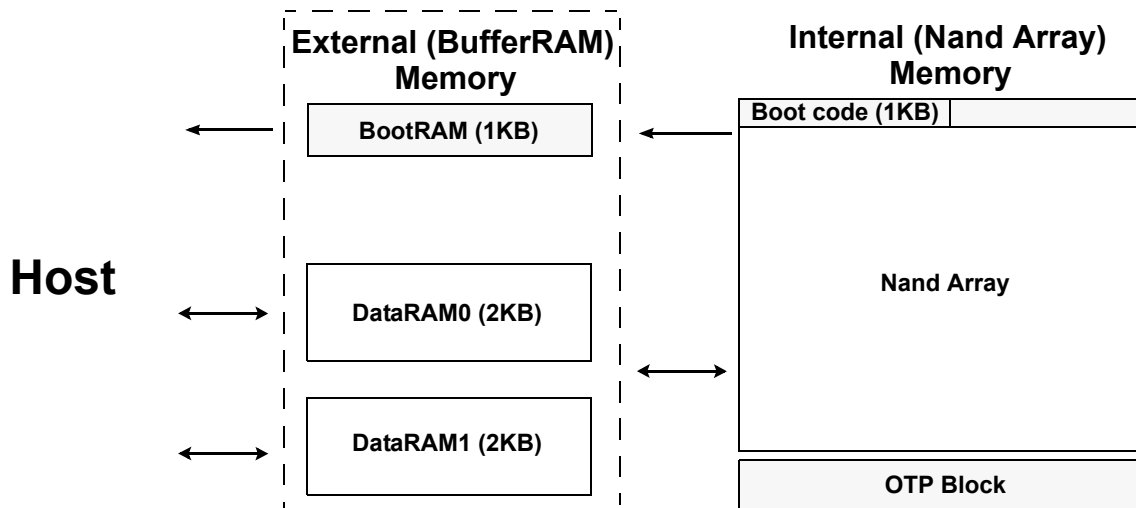 External (BufferRAM)
Memory
Internal (Nand Array)
Memory
BootRAM (1KB)
Boot code (1KB)
Host
DataRAM0 (2KB)
Nand Array
DataRAM1 (2KB)
OTP Block